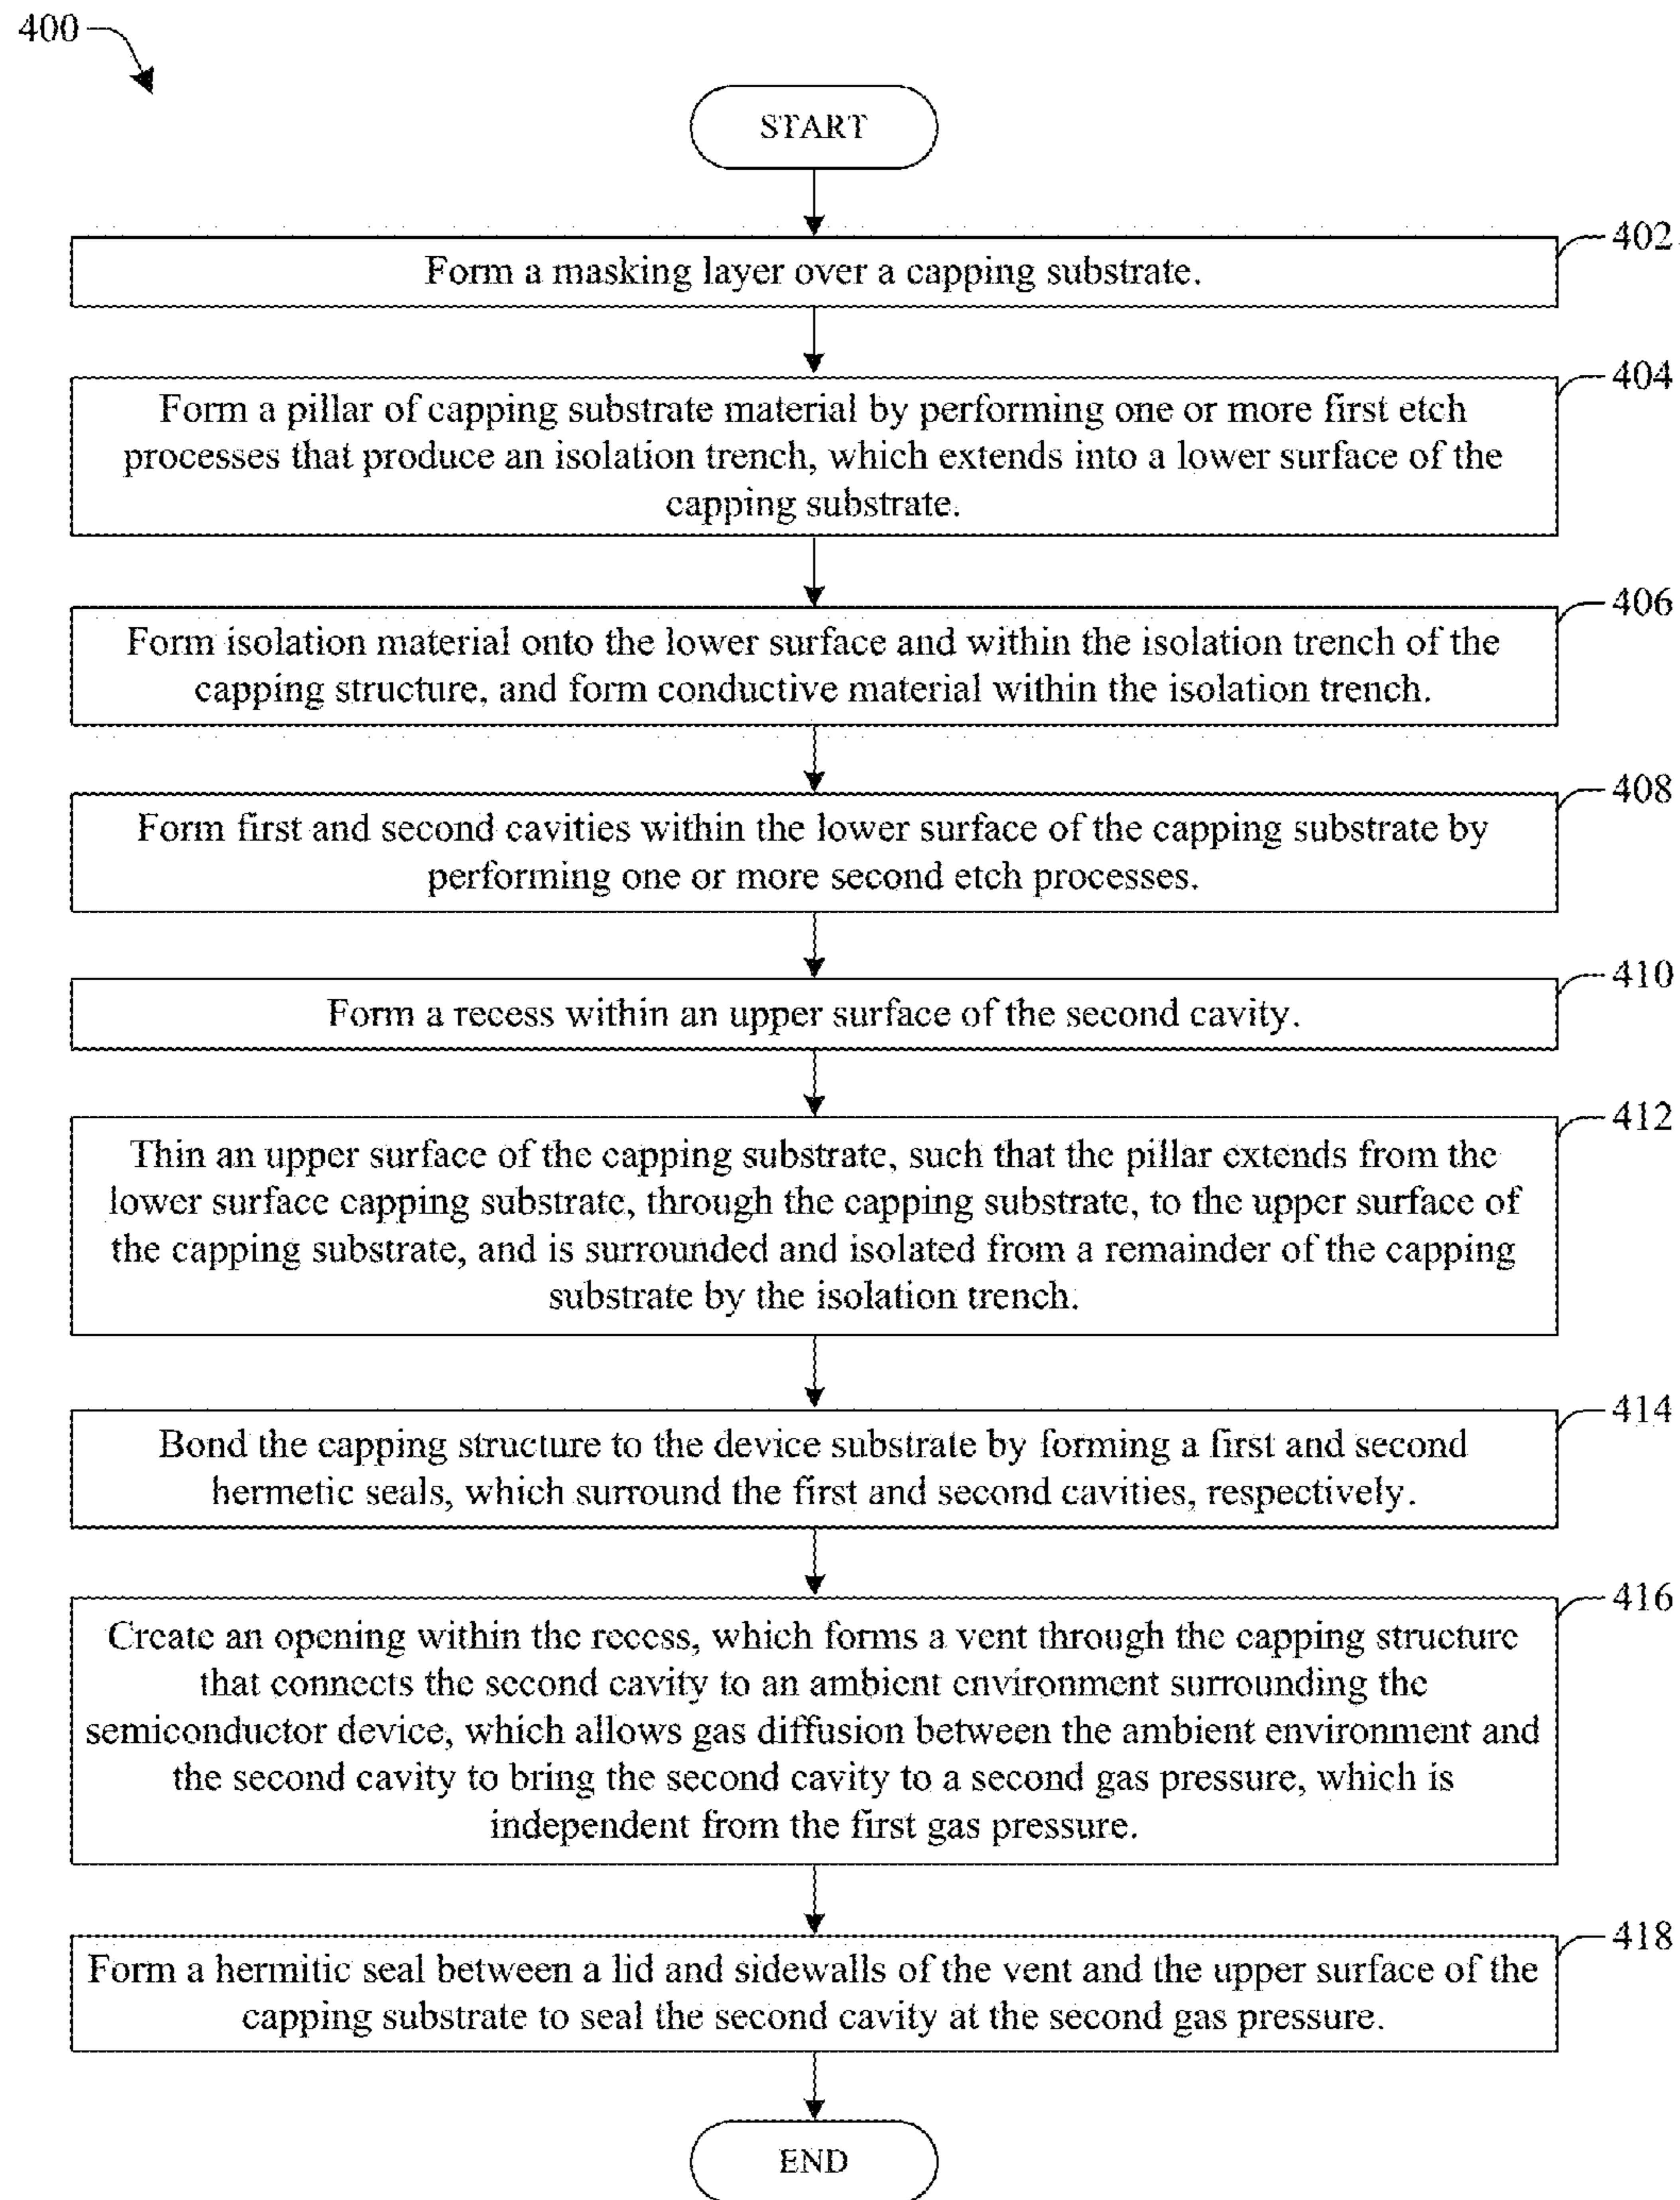 400
START
402
Form a masking layer over a capping substrate.
404
Form a pillar of capping substrate material by performing one or more first etch
processes that produce an isolation trench, which extends into a lower surface of the
capping substrate.
406
Form isolation material onto the lower surface and within the isolation trench of the
capping structure, and form conductive material within the isolation trench.
408
Form first and second cavities within the lower surface of the capping substrate by
performing one or more second etch processes.
410
Form a recess within an upper surface of the second cavity.
412
Thin an upper surface of the capping substrate, such that the pillar extends from the
lower surface capping substrate, through the capping substrate, to the upper surface of
the capping substrate, and is surrounded and isolated from a remainder of the capping
substrate by the isolation trench.
414
Bond the capping structure to the device substrate by forming a first and second
hermetic seals, which surround the first and second cavities, respectively.
416
Create an opening within the recess, which forms a vent through the capping structure
that connects the second cavity to an ambient environment surrounding the
semiconductor device, which allows gas diffusion between the ambient environment and
the second cavity to bring the second cavity to a second gas pressure, which is
independent from the first gas pressure.
418
Form a hermitic seal between a lid and sidewalls of the vent and the upper surface of the
capping substrate to seal the second cavity at the second gas pressure.
END